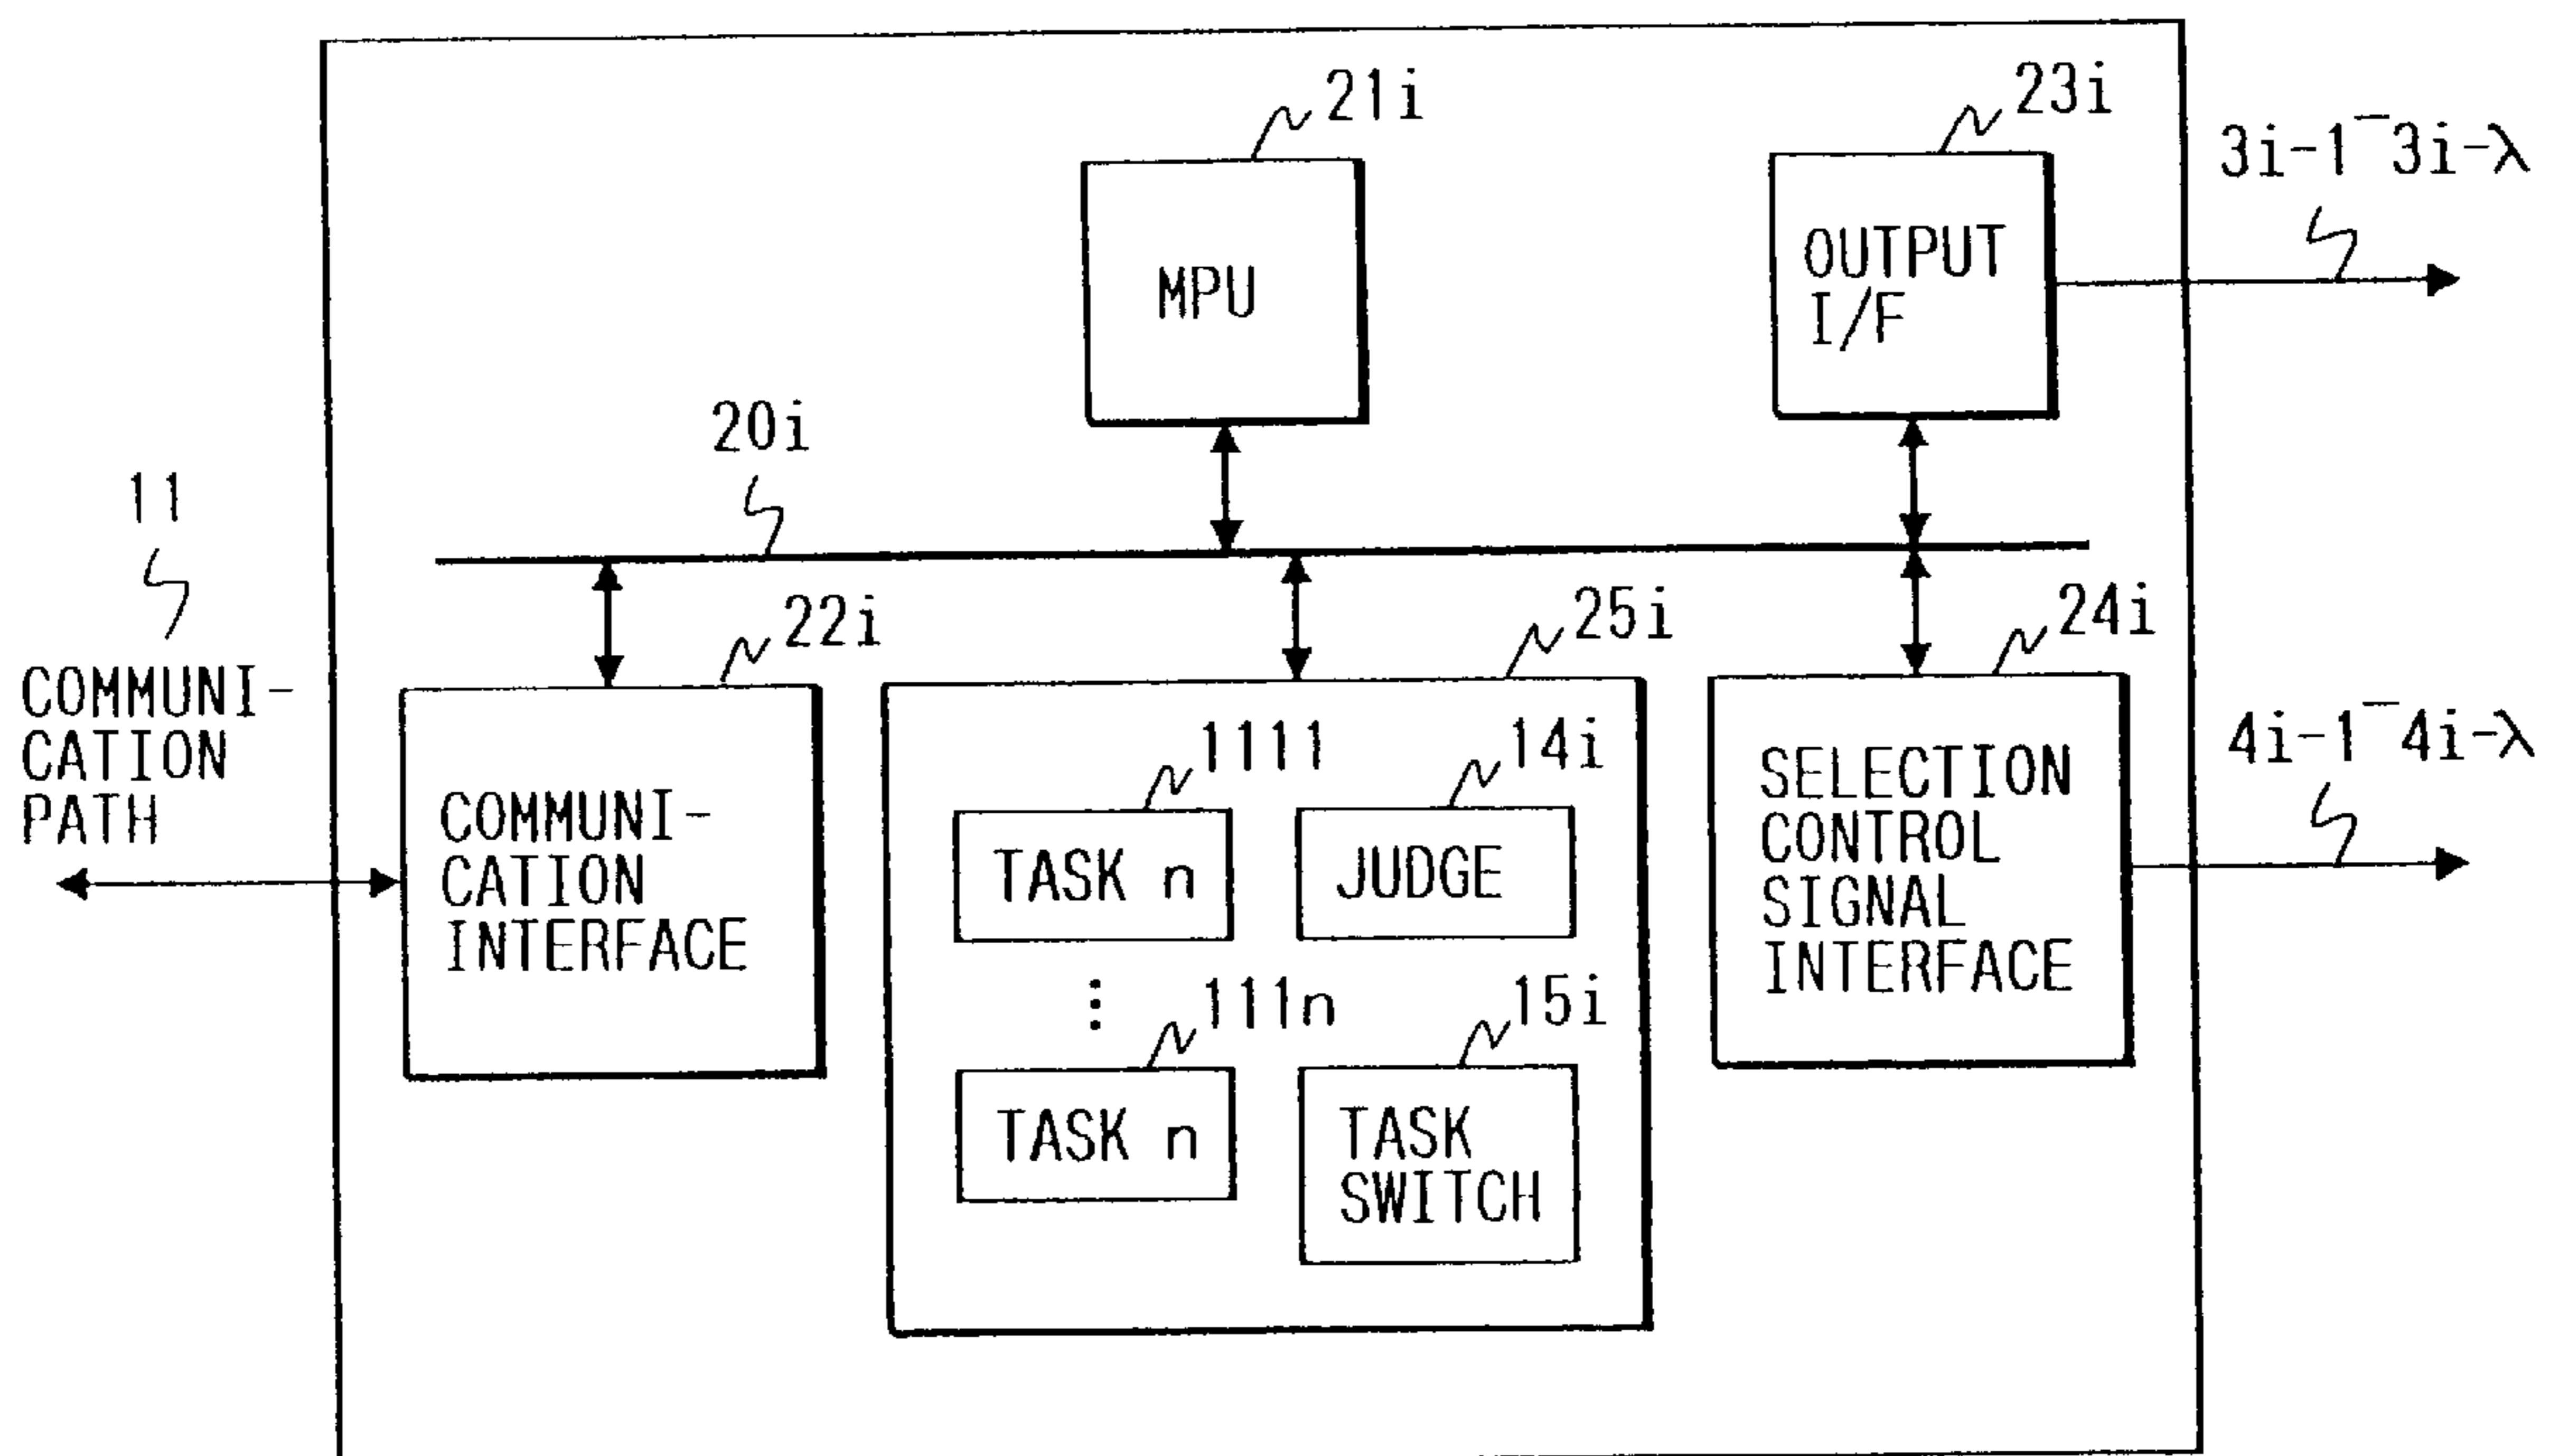 21i
23i
3i-1‾3i-λ
MPU
OUTPUT
I/F
20i
11
22i
25i
24i
COMMUNI-
CATION
PATH
COMMUNI-
CATION
INTERFACE
1111
14i
TASK n
JUDGE
⋮
111n
15i
TASK n
TASK
SWITCH
SELECTION
CONTROL
SIGNAL
INTERFACE
4i-1‾4i-λ